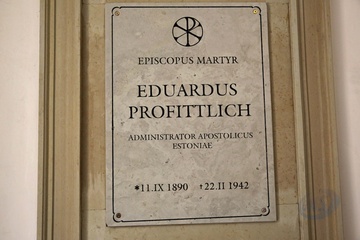 EPISCOPUS MARTYR
EDUARDUS
PROFITTLICH
ADMINISTRATOR APOSTOLICUS
ESTONIAE
*11.IX 1890 †22.II 1942